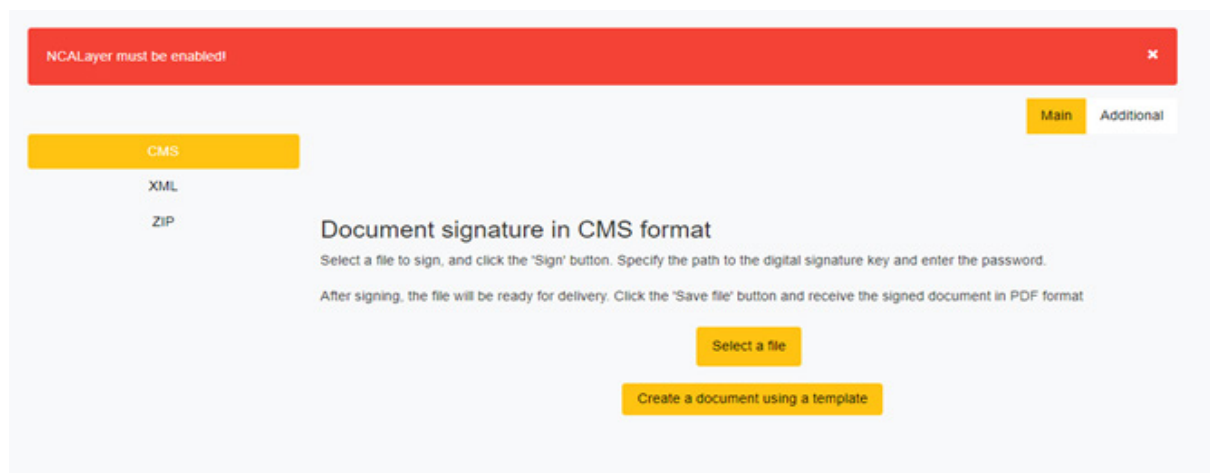 NCALayer must be enabled!
×
Main
Additional
CMS
XML
ZIP
Document signature in CMS format
Select a file to sign, and click the 'Sign' button. Specify the path to the digital signature key and enter the password.
After signing, the file will be ready for delivery. Click the 'Save file' button and receive the signed document in PDF format
Select a file
Create a document using a template